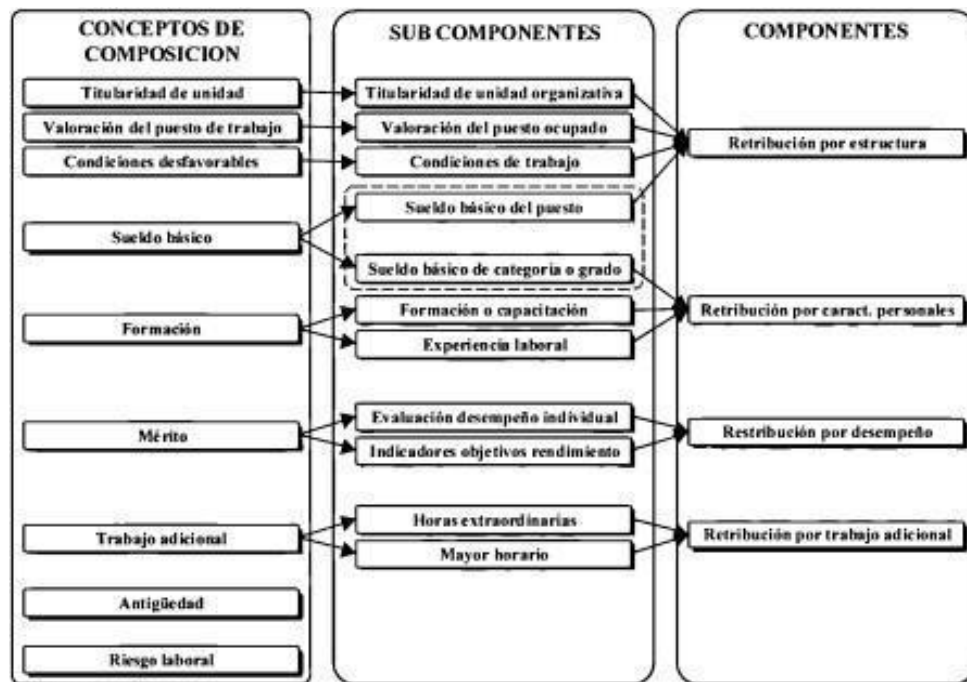 CONCEPTOS DE
COMPOSICION
Titularidad de unidad
Valoración del puesto de trabajo
Condiciones desfavorables
Sueldo básico
Formación
Mérito
Trabajo adicional
Antigüedad
Riesgo laboral
SUB COMPONENTES
Titularidad de unidad organizativa
Valoración del puesto ocupado
Condiciones de trabajo
Sueldo básico del puesto
Sueldo básico de categoría o grado
Formación o capacitación
Experiencia laboral
Evaluación desempeño individual
Indicadores objetivos rendimiento
Horas extraordinarias
Mayor horario
COMPONENTES
Retribución por estructura
Retribución por caract. personales
Restribución por desempeño
Retribución por trabajo adicional